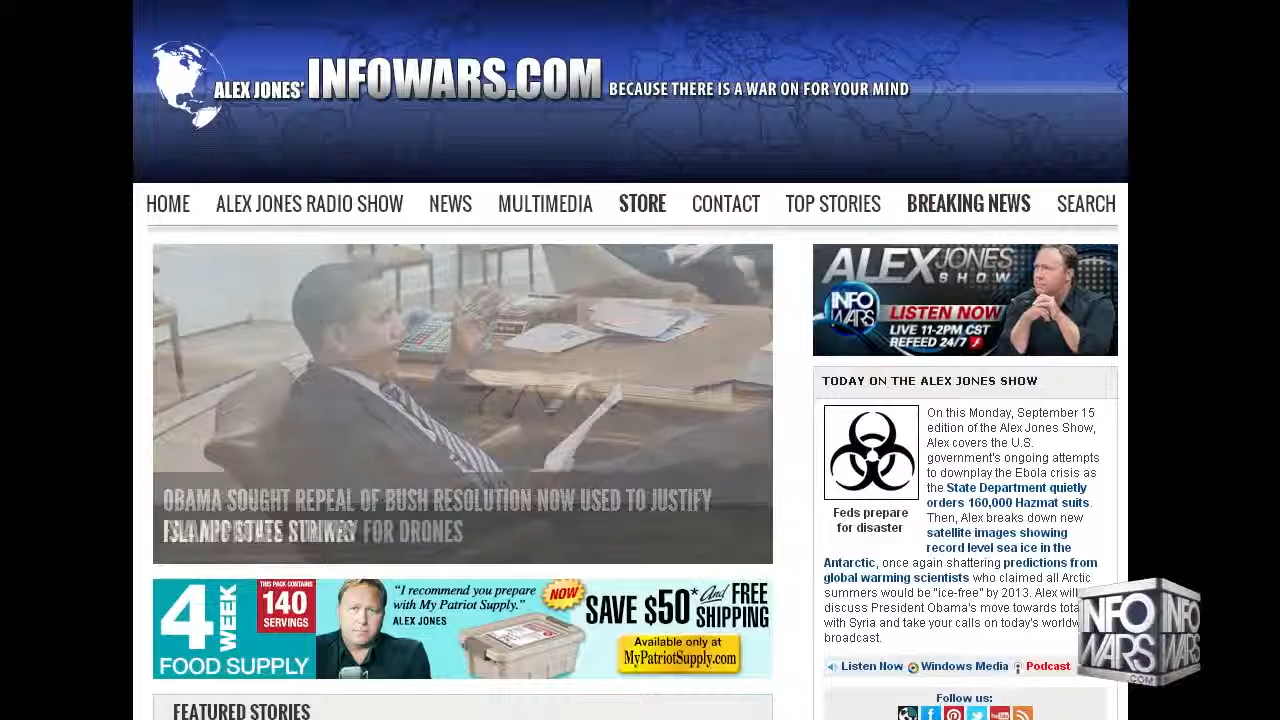 ALEX JONES' INFOWARS.COM BECAUSE THERE IS A WAR ON FOR YOUR MIND
HOME ALEX JONES RADIO SHOW NEWS MULTIMEDIA STORE CONTACT TOP STORIES BREAKING NEWS SEARCH
OBAMA SOUGHT REPEAL OF BUSH RESOLUTION NOW USED TO JUSTIFY
ISLAMIC STATE STRIKES
FOR DRONES
4 WEEK
FOOD SUPPLY
THIS PACK CONTAINS
140
SERVINGS
“I recommend you prepare
with My Patriot Supply.”
ALEX JONES
NOW
SAVE $50* And FREE
SHIPPING
Available only at
MyPatriotSupply.com
FEATURED STORIES
ALEX JONES
SHOW
INFO
WARS
LISTEN NOW
LIVE 11-2PM CST
REFEED 24/7
TODAY ON THE ALEX JONES SHOW
Feds prepare
for disaster
On this Monday, September 15
edition of the Alex Jones Show,
Alex covers the U.S.
government's ongoing attempts
to downplay the Ebola crisis as
the State Department quietly
orders 160,000 Hazmat suits.
Then, Alex breaks down new
satellite images showing
record level sea ice in the
Antarctic, once again shattering predictions from
global warming scientists who claimed all Arctic
summers would be "ice-free" by 2013. Alex will
discuss President Obama's move towards
with Syria and take your calls on today's
broadcast.
Listen Now Windows Media Podcast
Follow us:
INFO INFO
WARS WARS
.COM